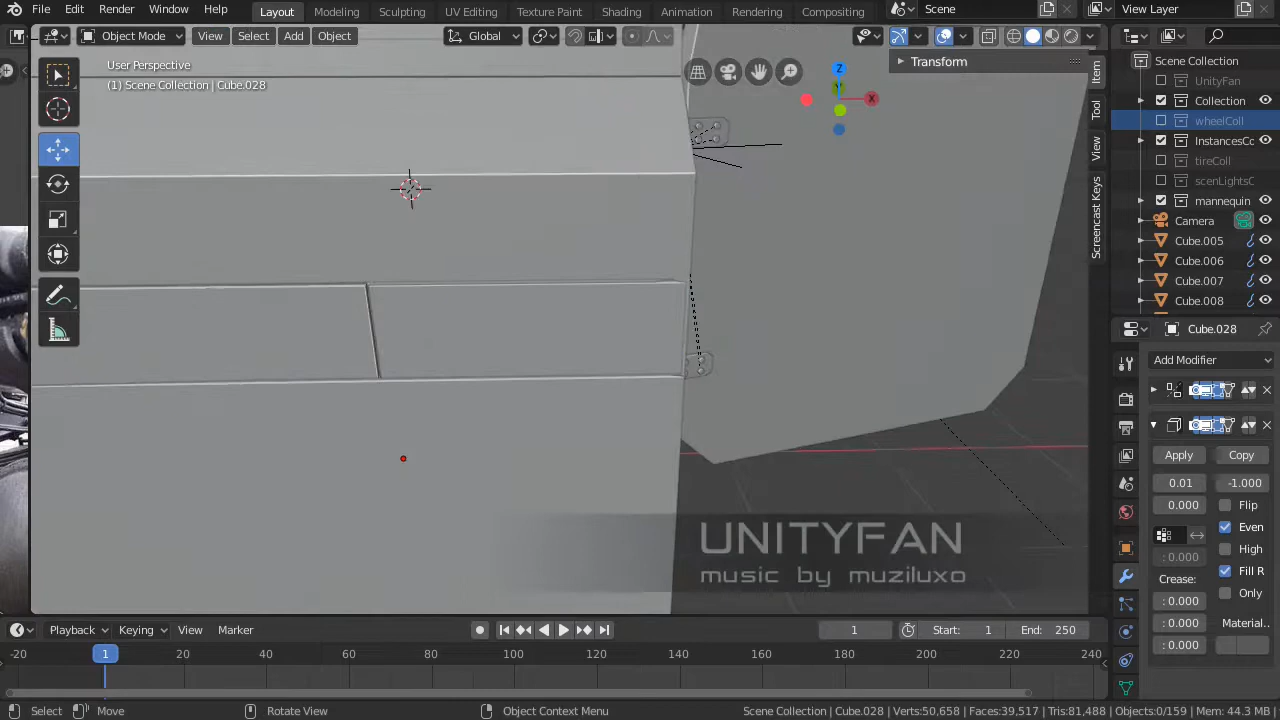 File Edit Render Window Help Layout Modeling Sculpting UV Editing Texture Paint Shading Animation Rendering Compositing Scene View Layer
Object Mode View Select Add Object Global
User Perspective
(1) Scene Collection | Cube.028
Transform
Z
X
Item
Tool
View
Screencast Keys
Scene Collection
UnityFan
Collection
wheelColl
InstancesCo
tireColl
scenLightsC
mannequin
Camera
Cube.005
Cube.006
Cube.007
Cube.008
Cube.028
Add Modifier
Apply Copy
0.01 -1.000
0.000 Flip
Even
: 0.000 High
Fill R
Crease: Only
: 0.000
: 0.000 Material..
: 0.000
UNITYFAN
music by muziluxo
Playback Keying View Marker 1 Start: 1 End: 250
-20 1 20 40 60 80 100 120 140 160 180 200 220 240
Select Move Rotate View Object Context Menu Scene Collection | Cube.028 | Verts:50,658 | Faces:39,517 | Tris:81,488 | Objects:0/159 | Mem: 44.3 MB